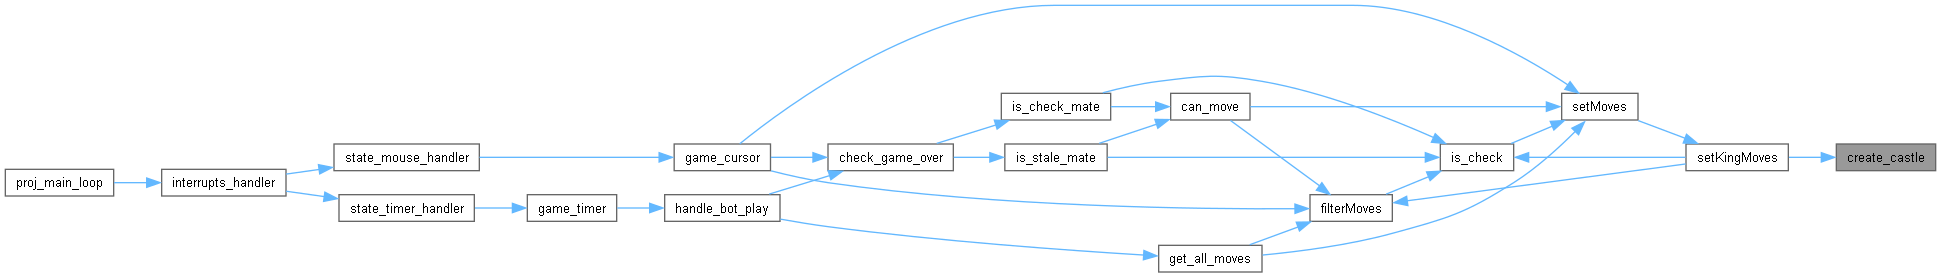 proj_main_loop
interrupts_handler
state_mouse_handler
state_timer_handler
game_timer
game_cursor
handle_bot_play
check_game_over
is_check_mate
is_stale_mate
can_move
get_all_moves
filterMoves
is_check
setMoves
setKingMoves
create_castle